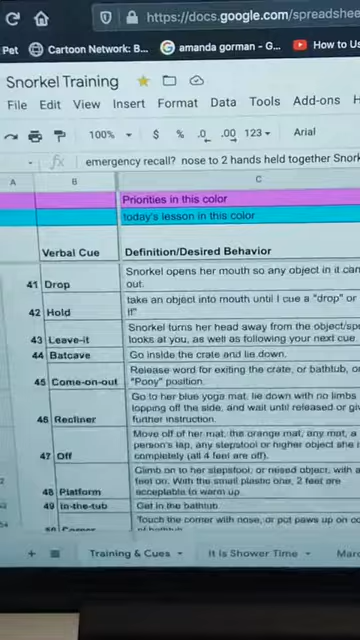 https://docs.google.com/spreadshee
Pet Cartoon Network: B... amanda gorman - G... How to Us
Snorkel Training
File Edit View Insert Format Data Tools Add-ons
100% $ % .0 .00 123 Arial
fx emergency recall? nose to 2 hands held together Snork
A B C
Priorities in this color
today's lesson in this color
Verbal Cue Definition/Desired Behavior
Snorkel opens her mouth so any object in it can
41 Drop out.
take an object into mouth until I cue a "drop" or
42 Hold it"
Snorkel turns her head away from the object/sp
43 Leave-it looks at you, as well as following your next cue.
44 Batcave Go inside the crate and lie down.
Release word for exiting the crate, or bathtub, or
45 Come-on-out "Pony" position.
Go to her blue yoga mat, lie down with no limbs
lopping off the side, and wait until released or giv
46 Recliner further instruction.
Move off of her mat, the orange mat, any mat, a
person's lap, any stepstool or higher object she is
47 Off completely (all 4 feet are off).
Climb on to her stepstool, or raised object, with a
feet on. With the small plastic one, 2 feet are
48 Platform acceptable to warm up.
49 In-the-tub Get in the bathtub
Touch the corner with nose, or put paws up on co
Training & Cues It is Shower Time Marc